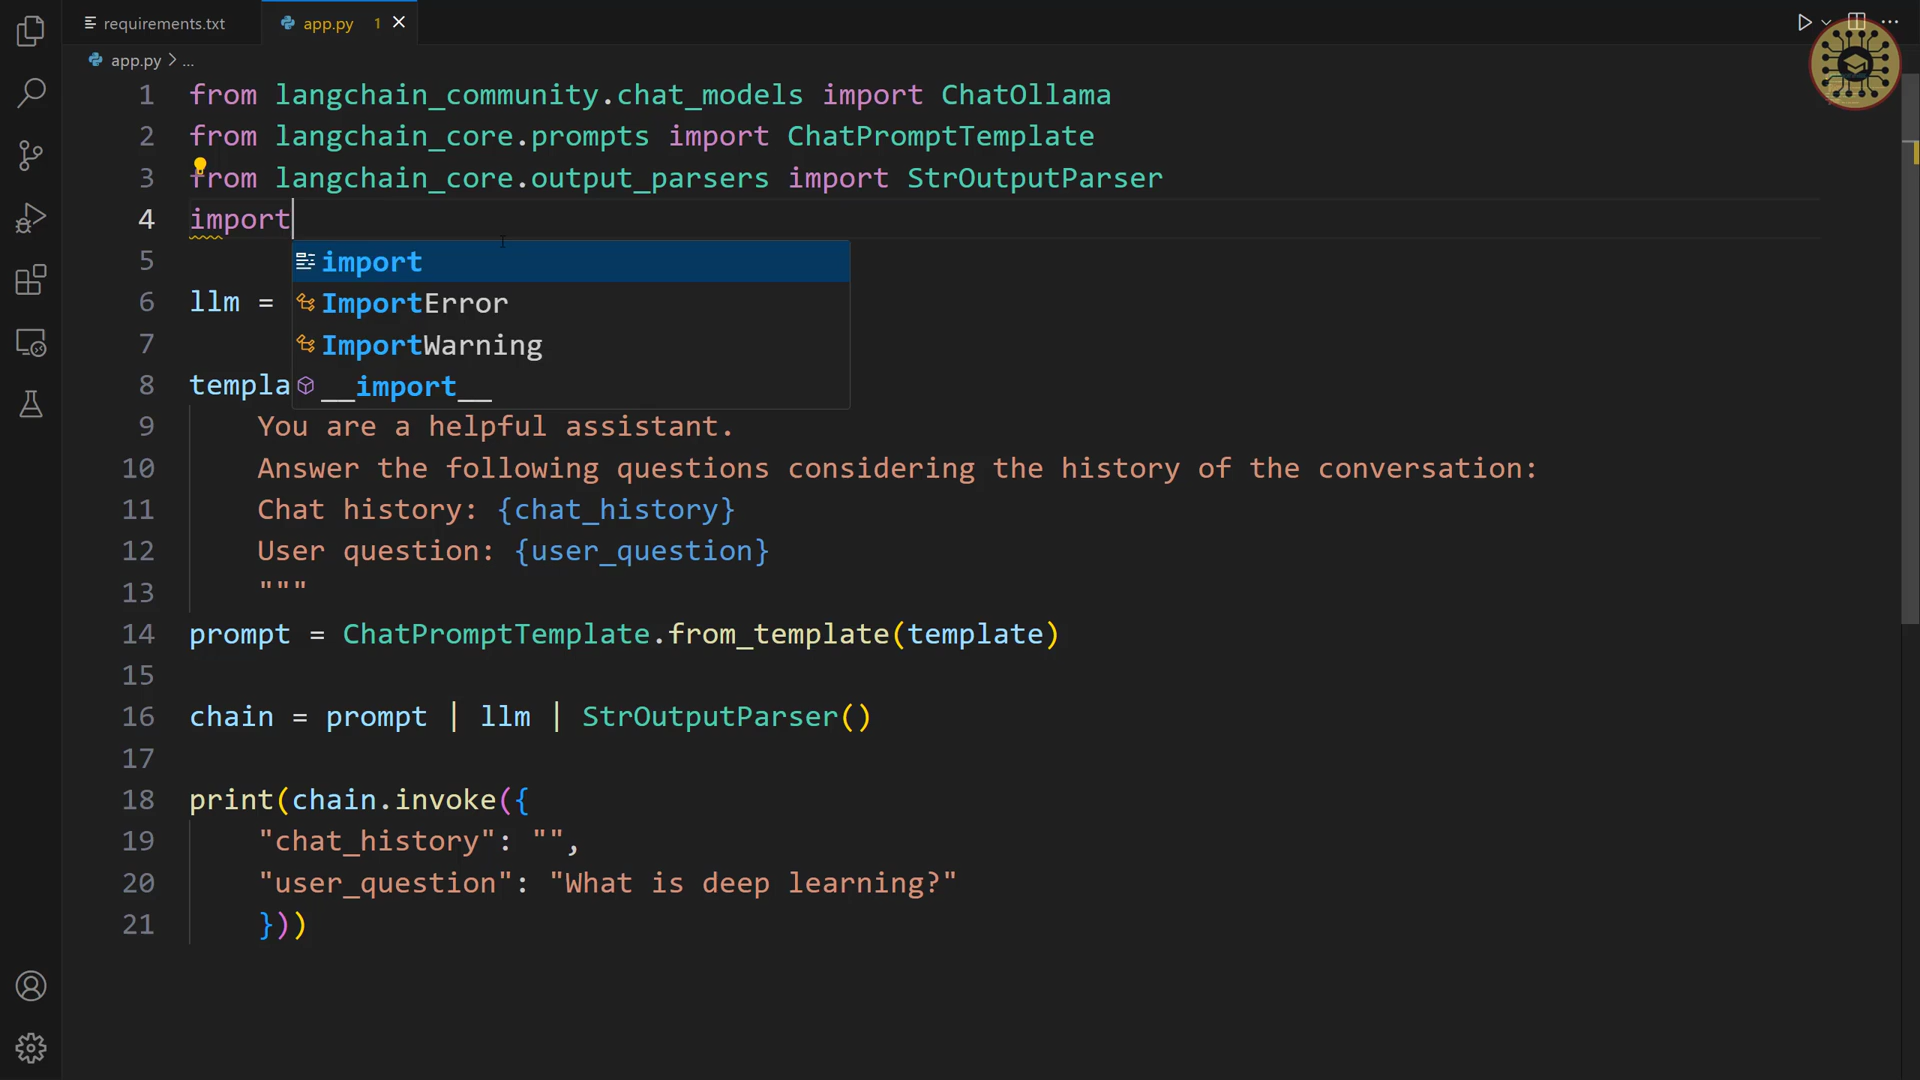 requirements.txt
app.py 1
app.py > ...
1 from langchain_community.chat_models import ChatOllama
2 from langchain_core.prompts import ChatPromptTemplate
3 from langchain_core.output_parsers import StrOutputParser
4 import
5 import
ImportError
6 llm =
7 ImportWarning
8 templa
__import__
9 You are a helpful assistant.
10 Answer the following questions considering the history of the conversation:
11 Chat history: {chat_history}
12 User question: {user_question}
13 """
14 prompt = ChatPromptTemplate.from_template(template)
15
16 chain = prompt | llm | StrOutputParser()
17
18 print(chain.invoke({
19 "chat_history": "",
20 "user_question": "What is deep learning?"
21 }))